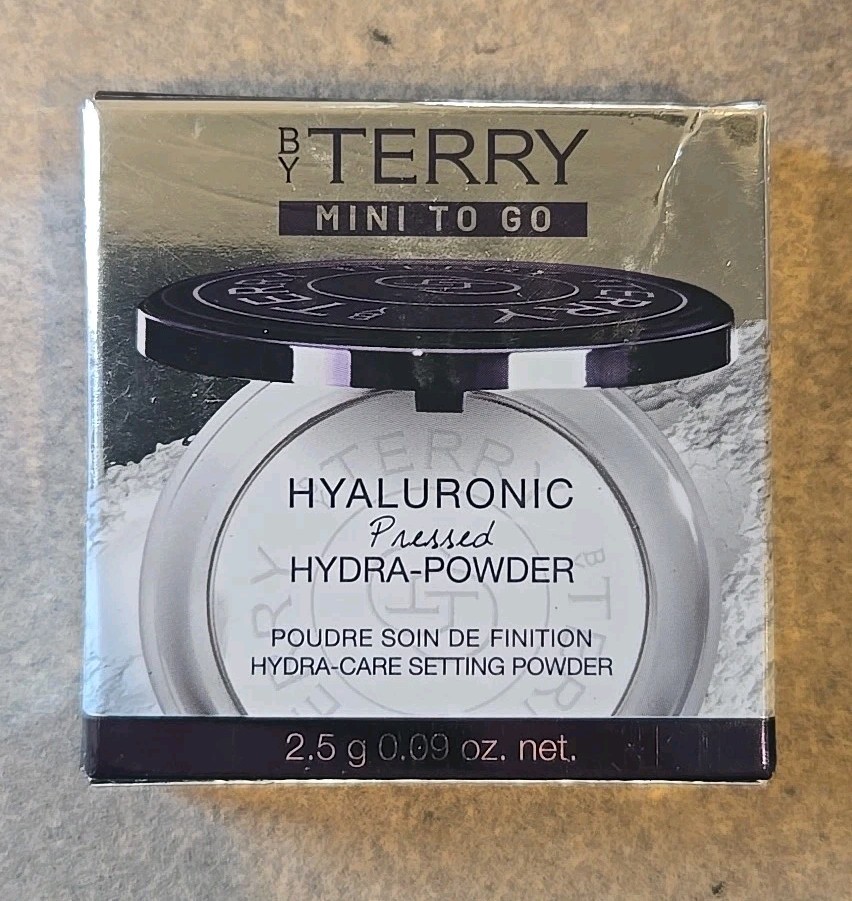 BY TERRY
MINI TO GO
HYALURONIC
Pressed
HYDRA-POWDER
POUDRE SOIN DE FINITION
HYDRA-CARE SETTING POWDER
2.5 g 0.09 oz. net.